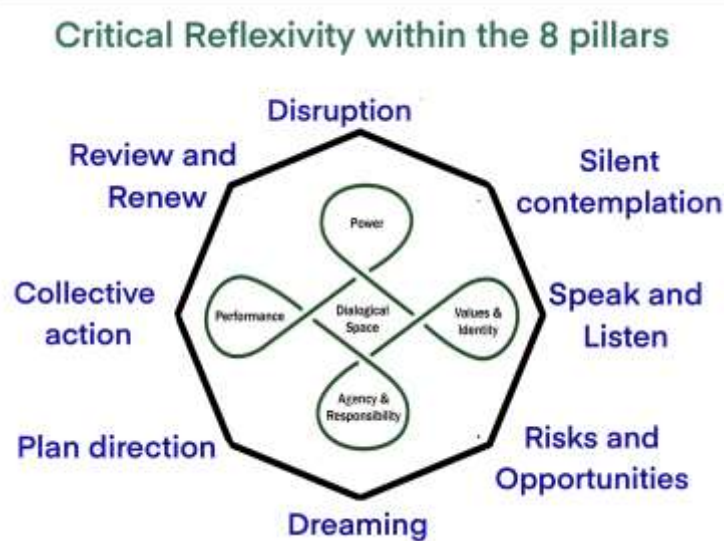 Critical Reflexivity within the 8 pillars
Disruption
Silent
contemplation
Speak and
Listen
Risks and
Opportunities
Dreaming
Plan direction
Collective
action
Review and
Renew
Power
Performance
Dialogical
Space
Values &
Identity
Agency &
Responsibility